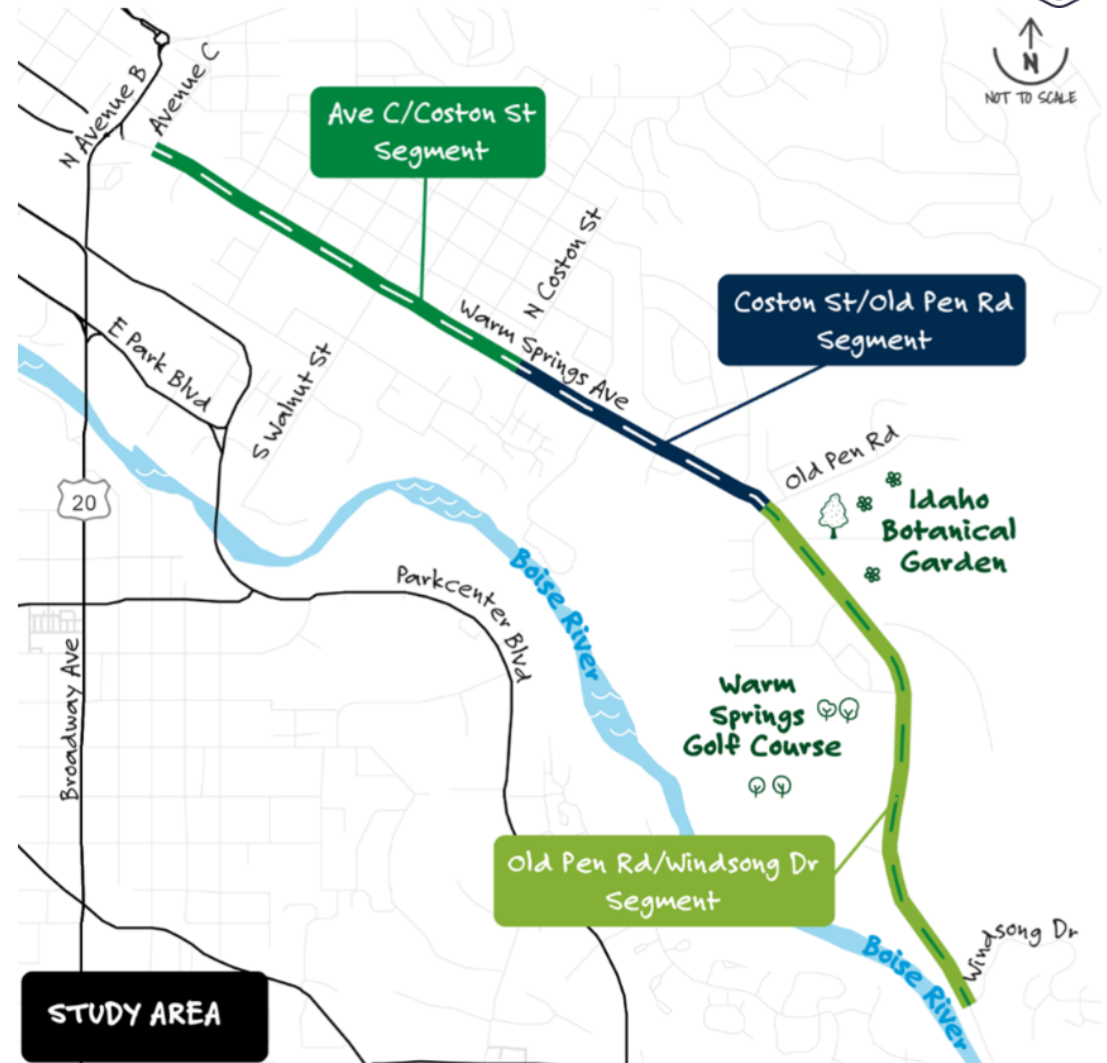 N
NOT TO SCALE
N Avenue B
Avenue C
Ave C/Coston St
Segment
N Coston St
Warm Springs Ave
Coston St/Old Pen Rd
Segment
E Park Blvd
S Walnut St
Old Pen Rd
20
Idaho
Botanical
Garden
Boise River
Parkcenter Blvd
Broadway Ave
Warm
Springs
Golf Course
Old Pen Rd/Windsong Dr
Segment
Windsong Dr
Boise River
STUDY AREA